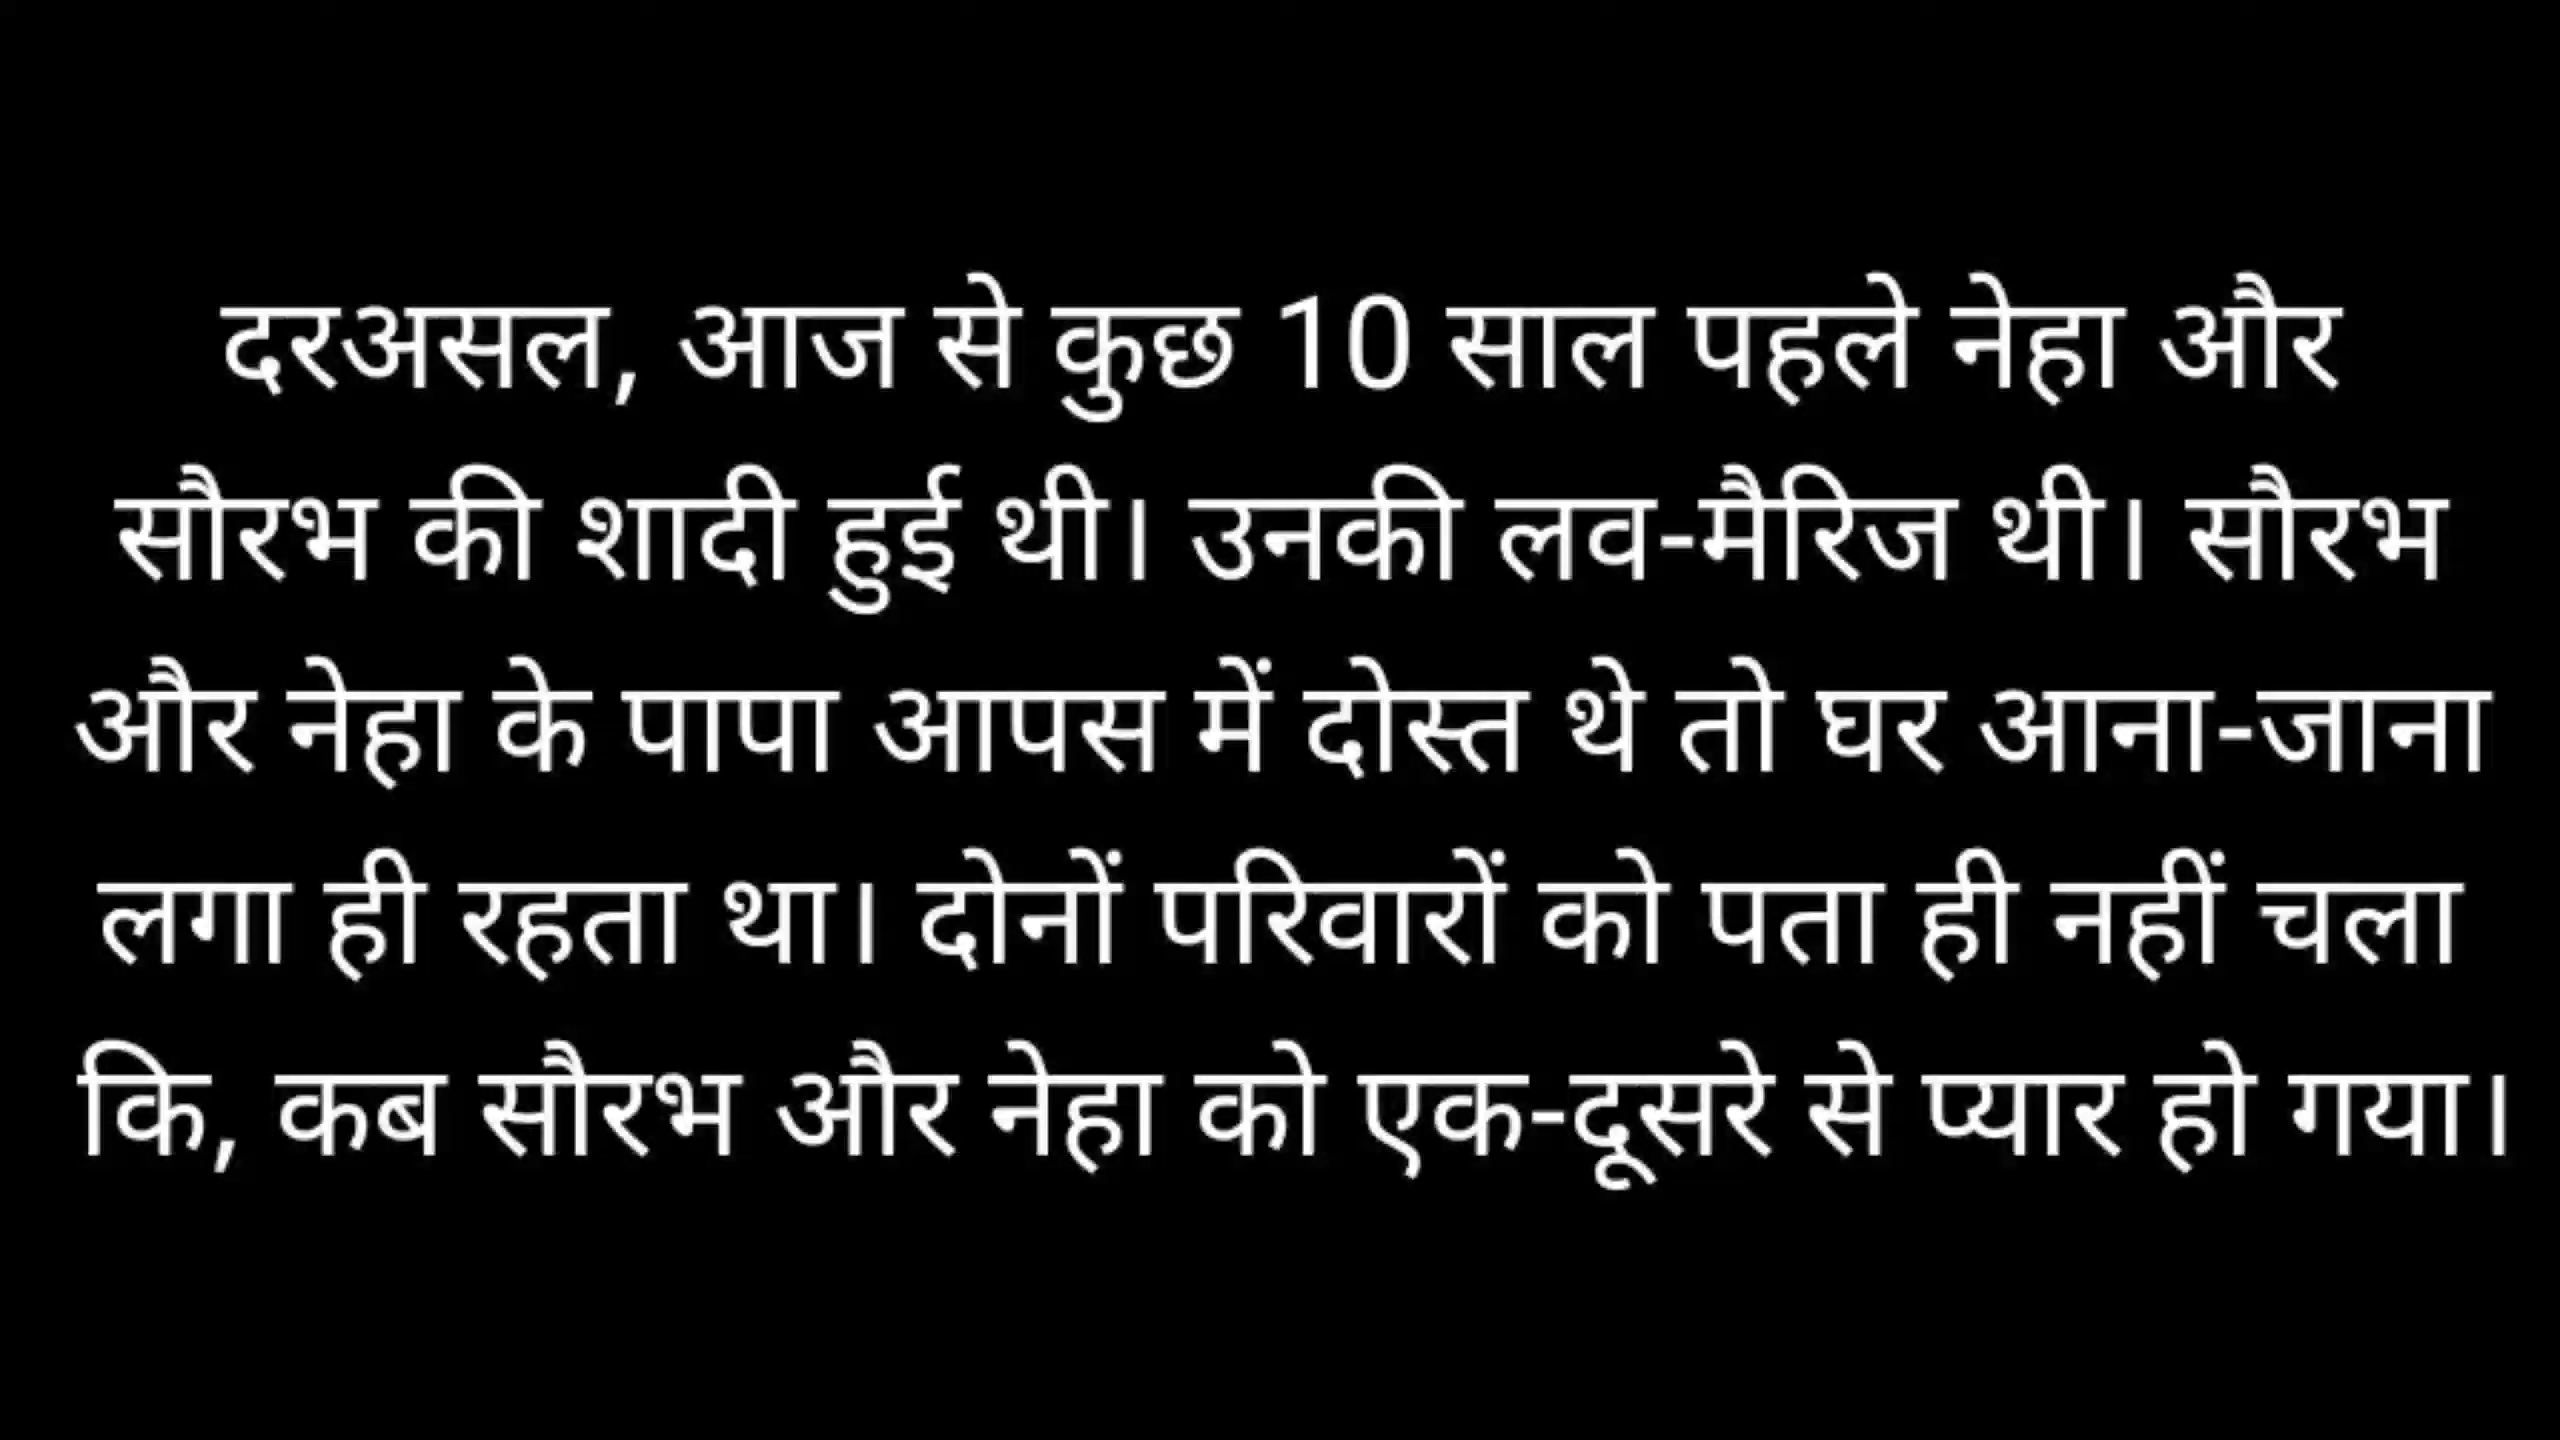 दरअसल, आज से कुछ 10 साल पहले नेहा और
सौरभ की शादी हुई थी। उनकी लव-मैरिज थी। सौरभ
और नेहा के पापा आपस में दोस्त थे तो घर आना-जाना
लगा ही रहता था। दोनों परिवारों को पता ही नहीं चला
कि, कब सौरभ और नेहा को एक-दूसरे से प्यार हो गया।